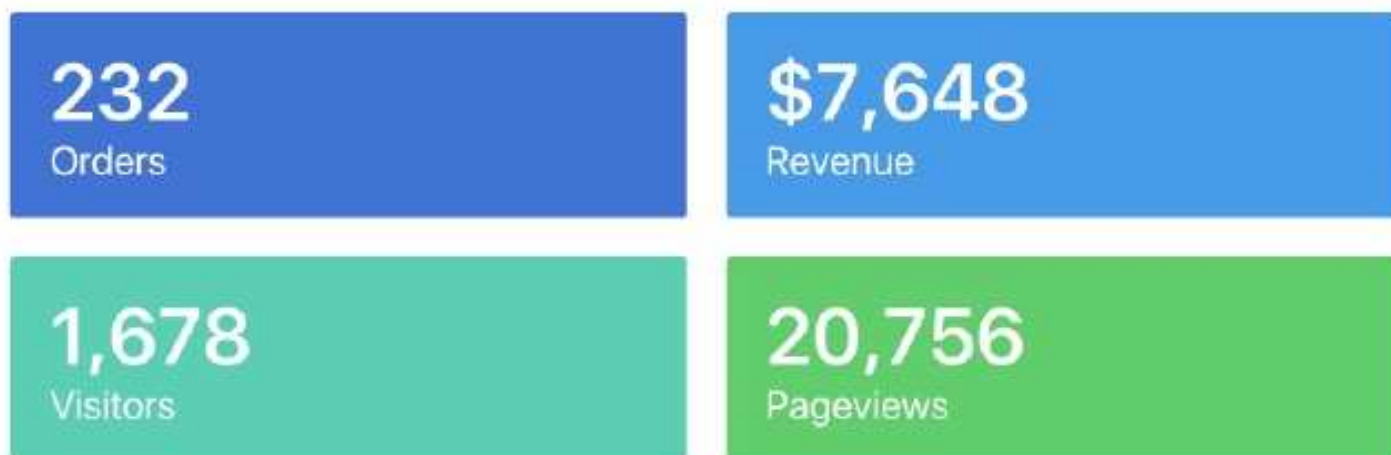 232
Orders
$7,648
Revenue
1,678
Visitors
20,756
Pageviews